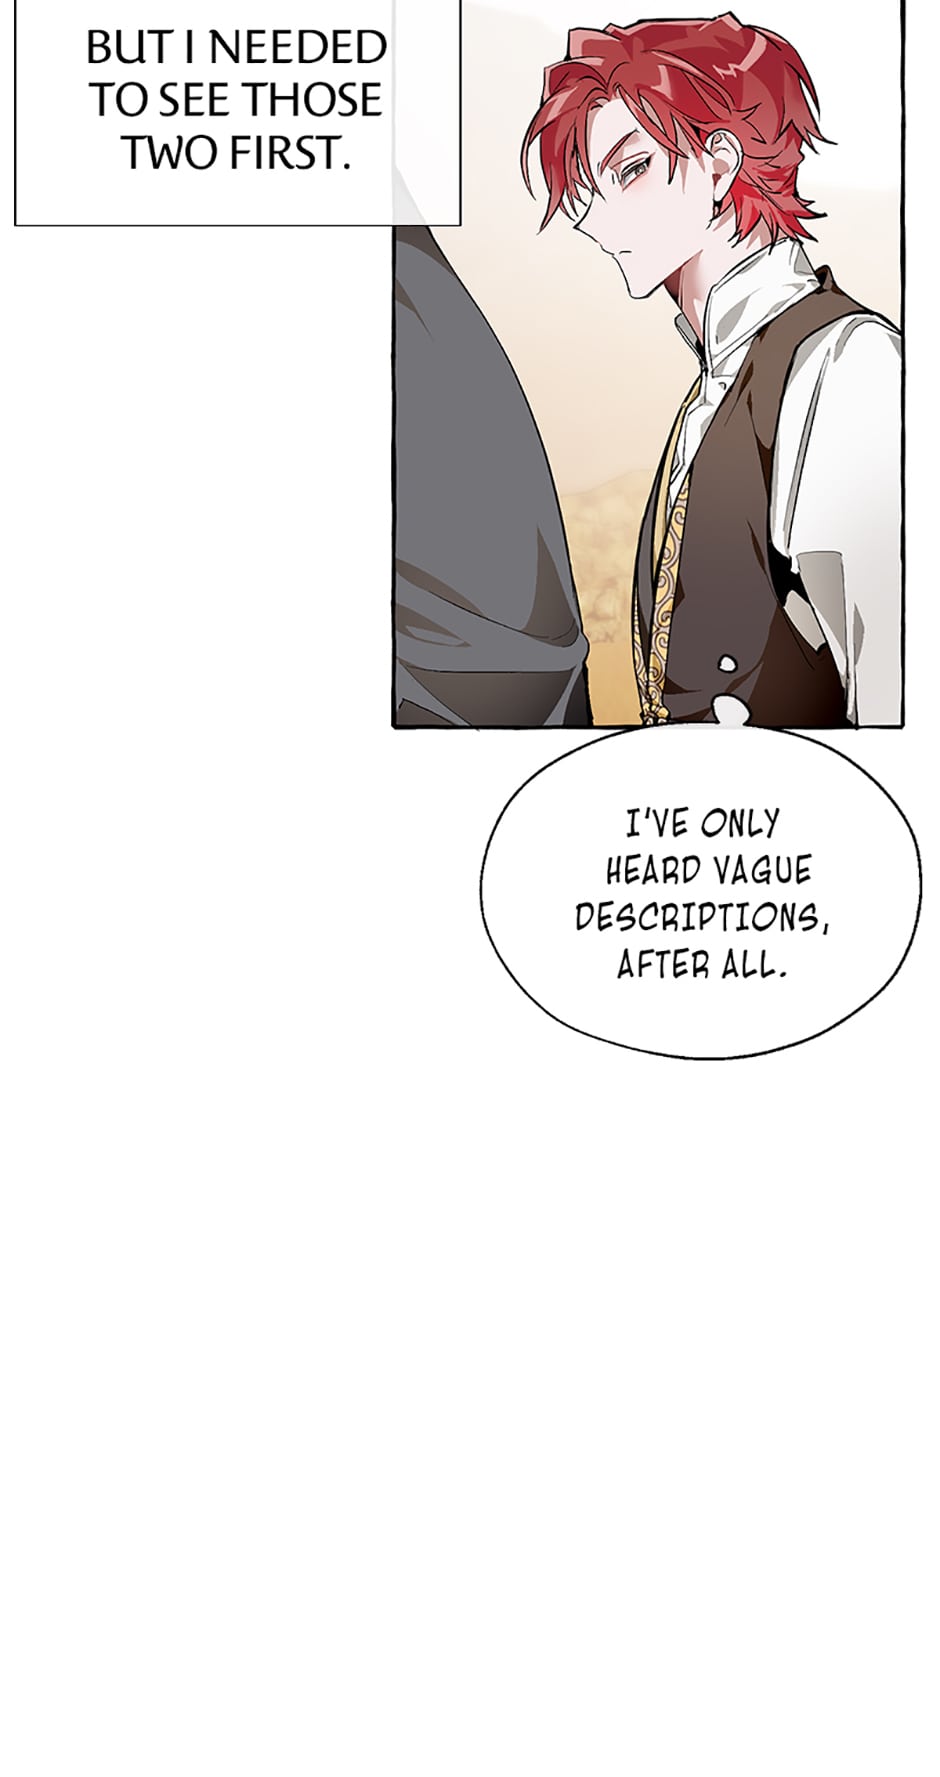 BUT I NEEDED
TO SEE THOSE
TWO FIRST.
I'VE ONLY
HEARD VAGUE
DESCRIPTIONS,
AFTER ALL.